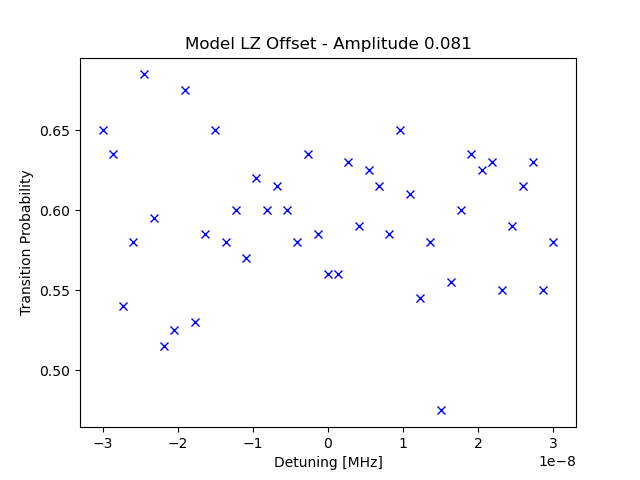 Model LZ Offset - Amplitude 0.081
Transition Probability
0.65
0.60
0.55
0.50
−3 −2 −1 0 1 2 3
1e−8
Detuning [MHz]